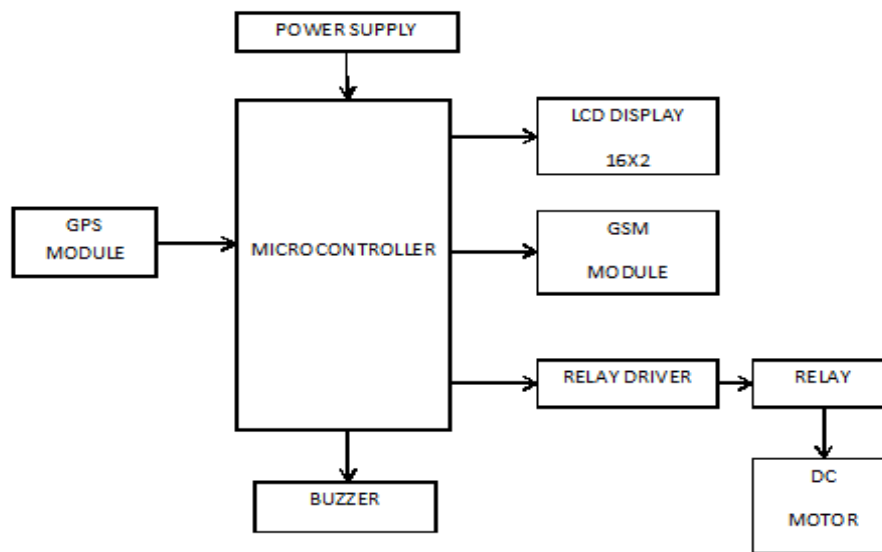 POWER SUPPLY
LCD DISPLAY
16X2
GPS
MODULE
MICROCONTROLLER
GSM
MODULE
RELAY DRIVER
RELAY
BUZZER
DC
MOTOR